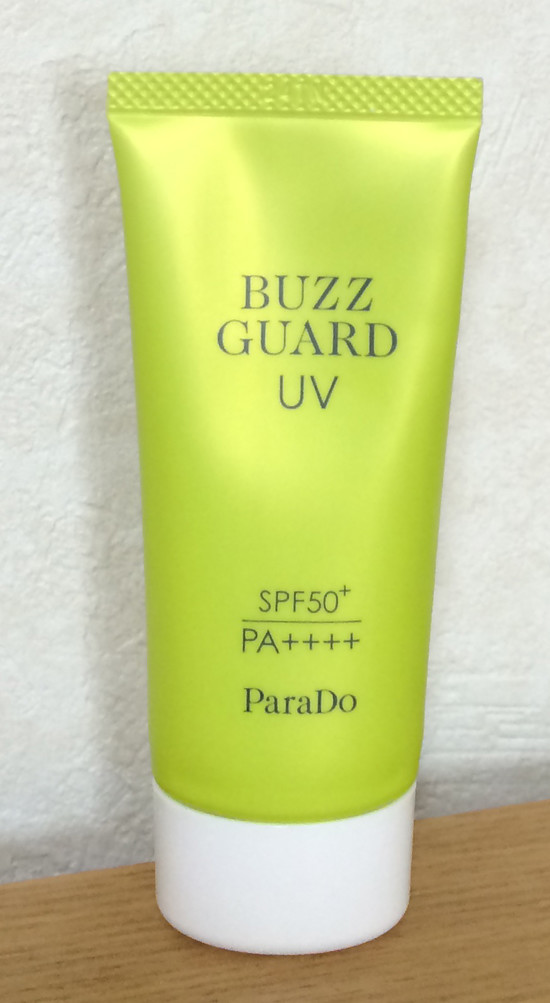 BUZZ
GUARD
UV
SPF50+
PA++++
ParaDo